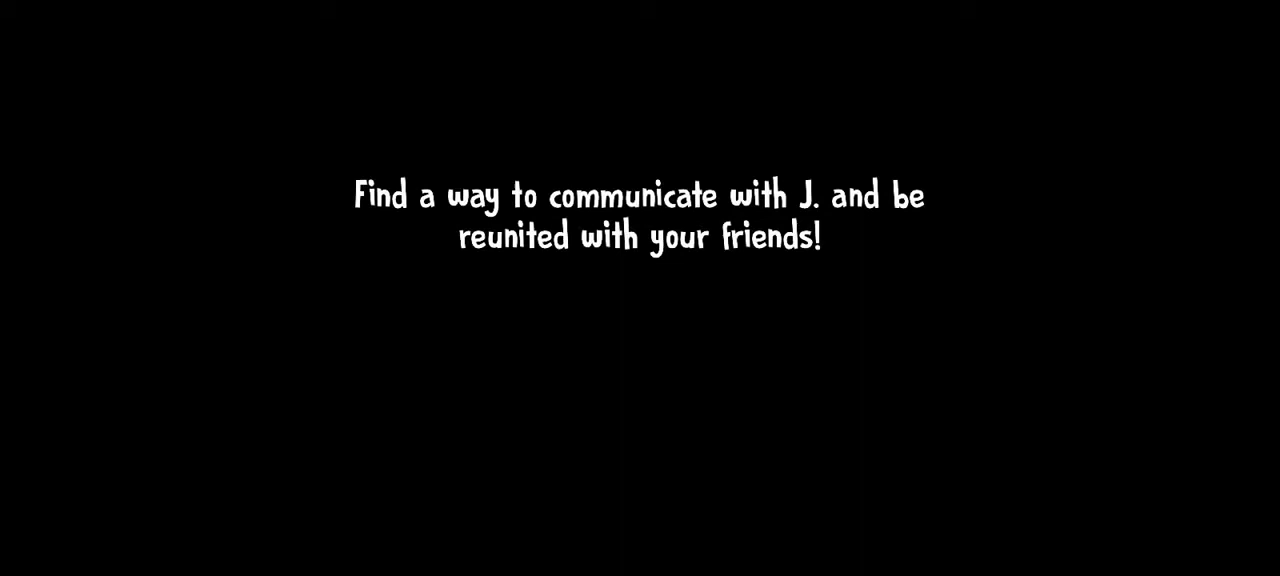 Find a way to communicate with J. and be
reunited with your friends!